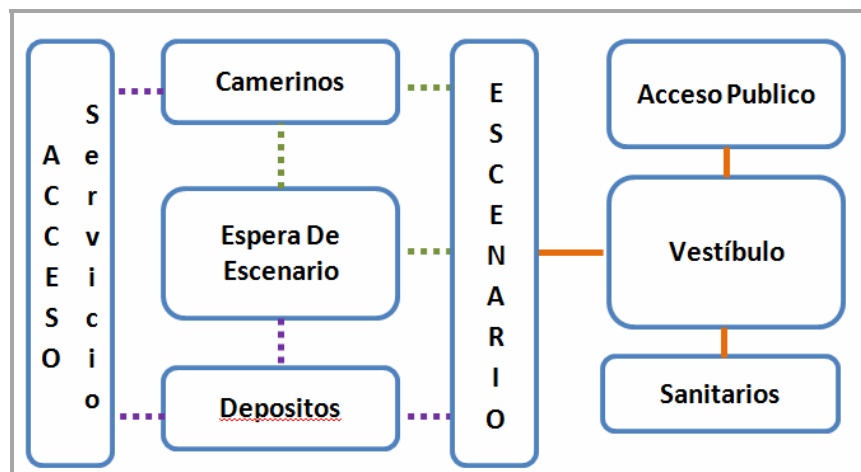 ACCESO
Servicio
Camerinos
Espera De
Escenario
Depositos
ESCENARIO
Acceso Publico
Vestíbulo
Sanitarios